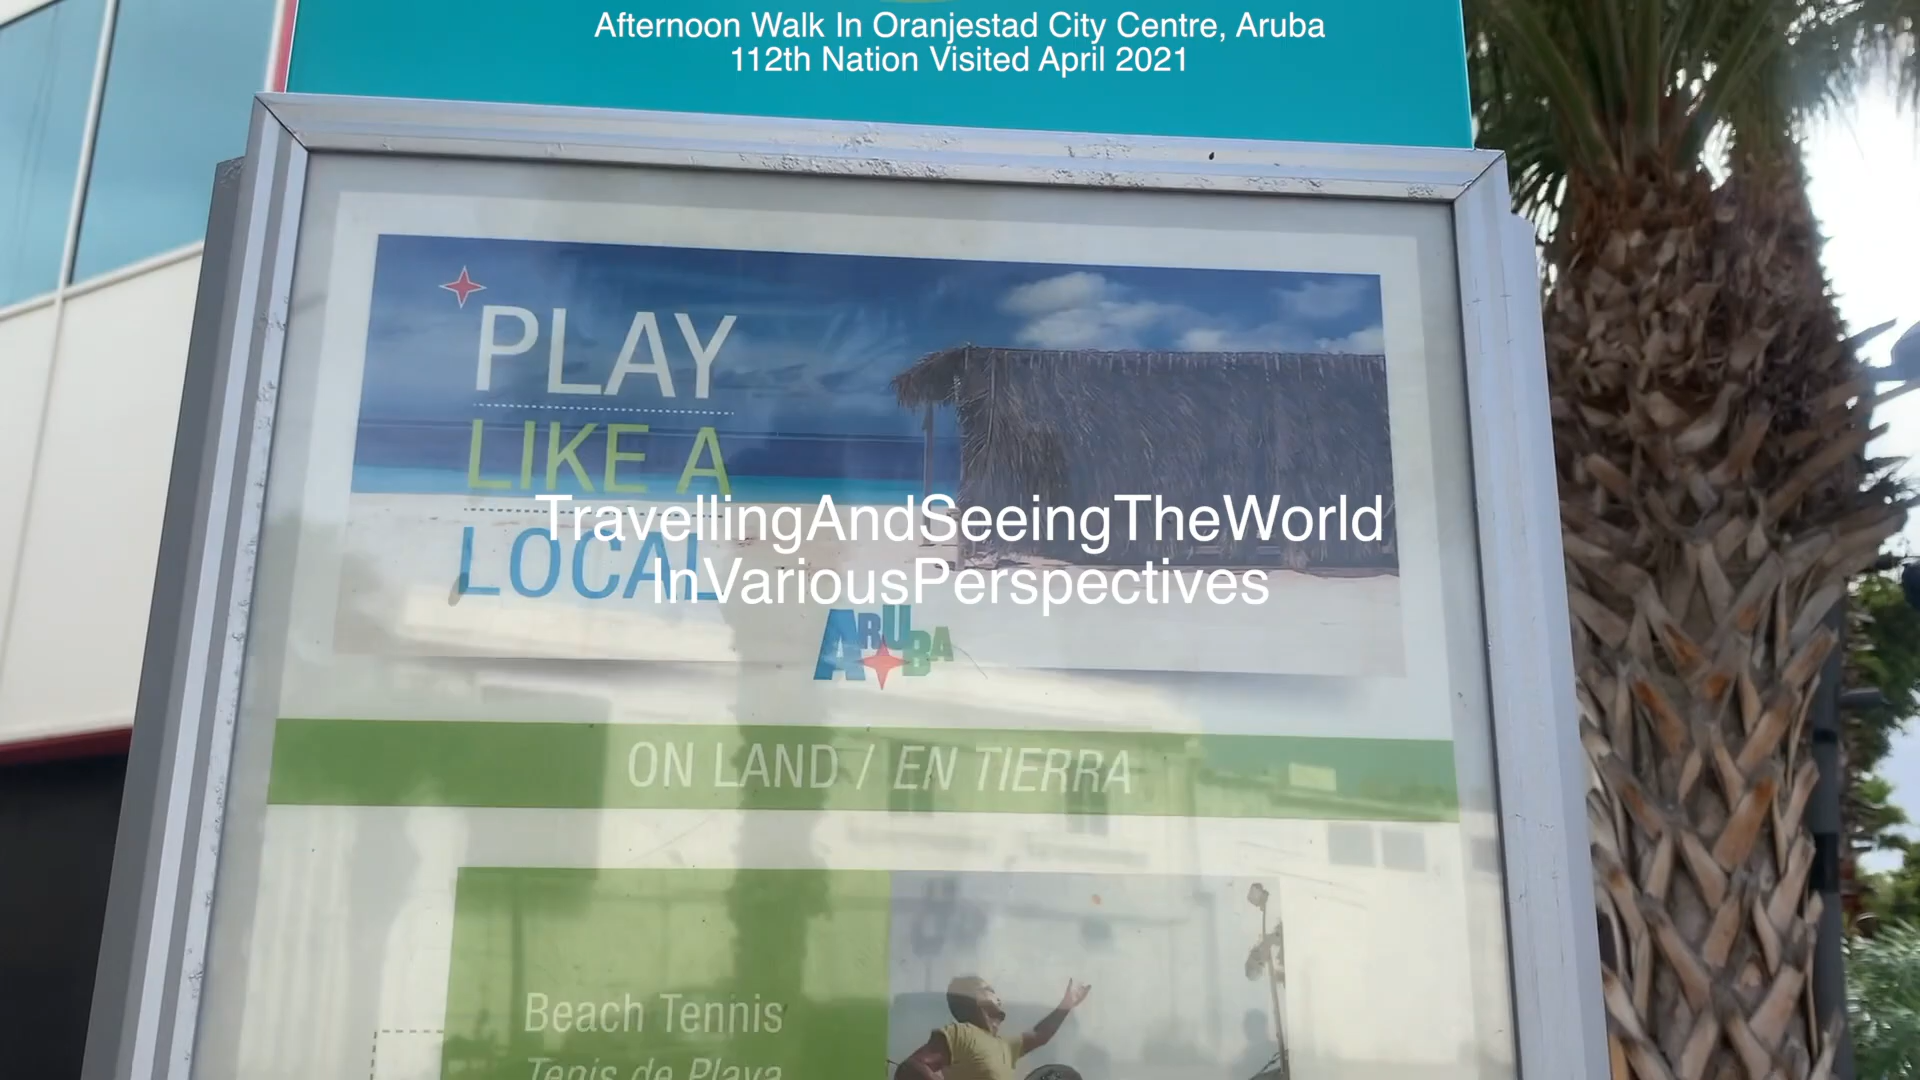 Afternoon Walk In Oranjestad City Centre, Aruba
112th Nation Visited April 2021
PLAY
LIKE A
LOCAL
TravellingAndSeeingTheWorld
InVariousPerspectives
ARUBA
ON LAND / EN TIERRA
Beach Tennis
Tenis de Playa